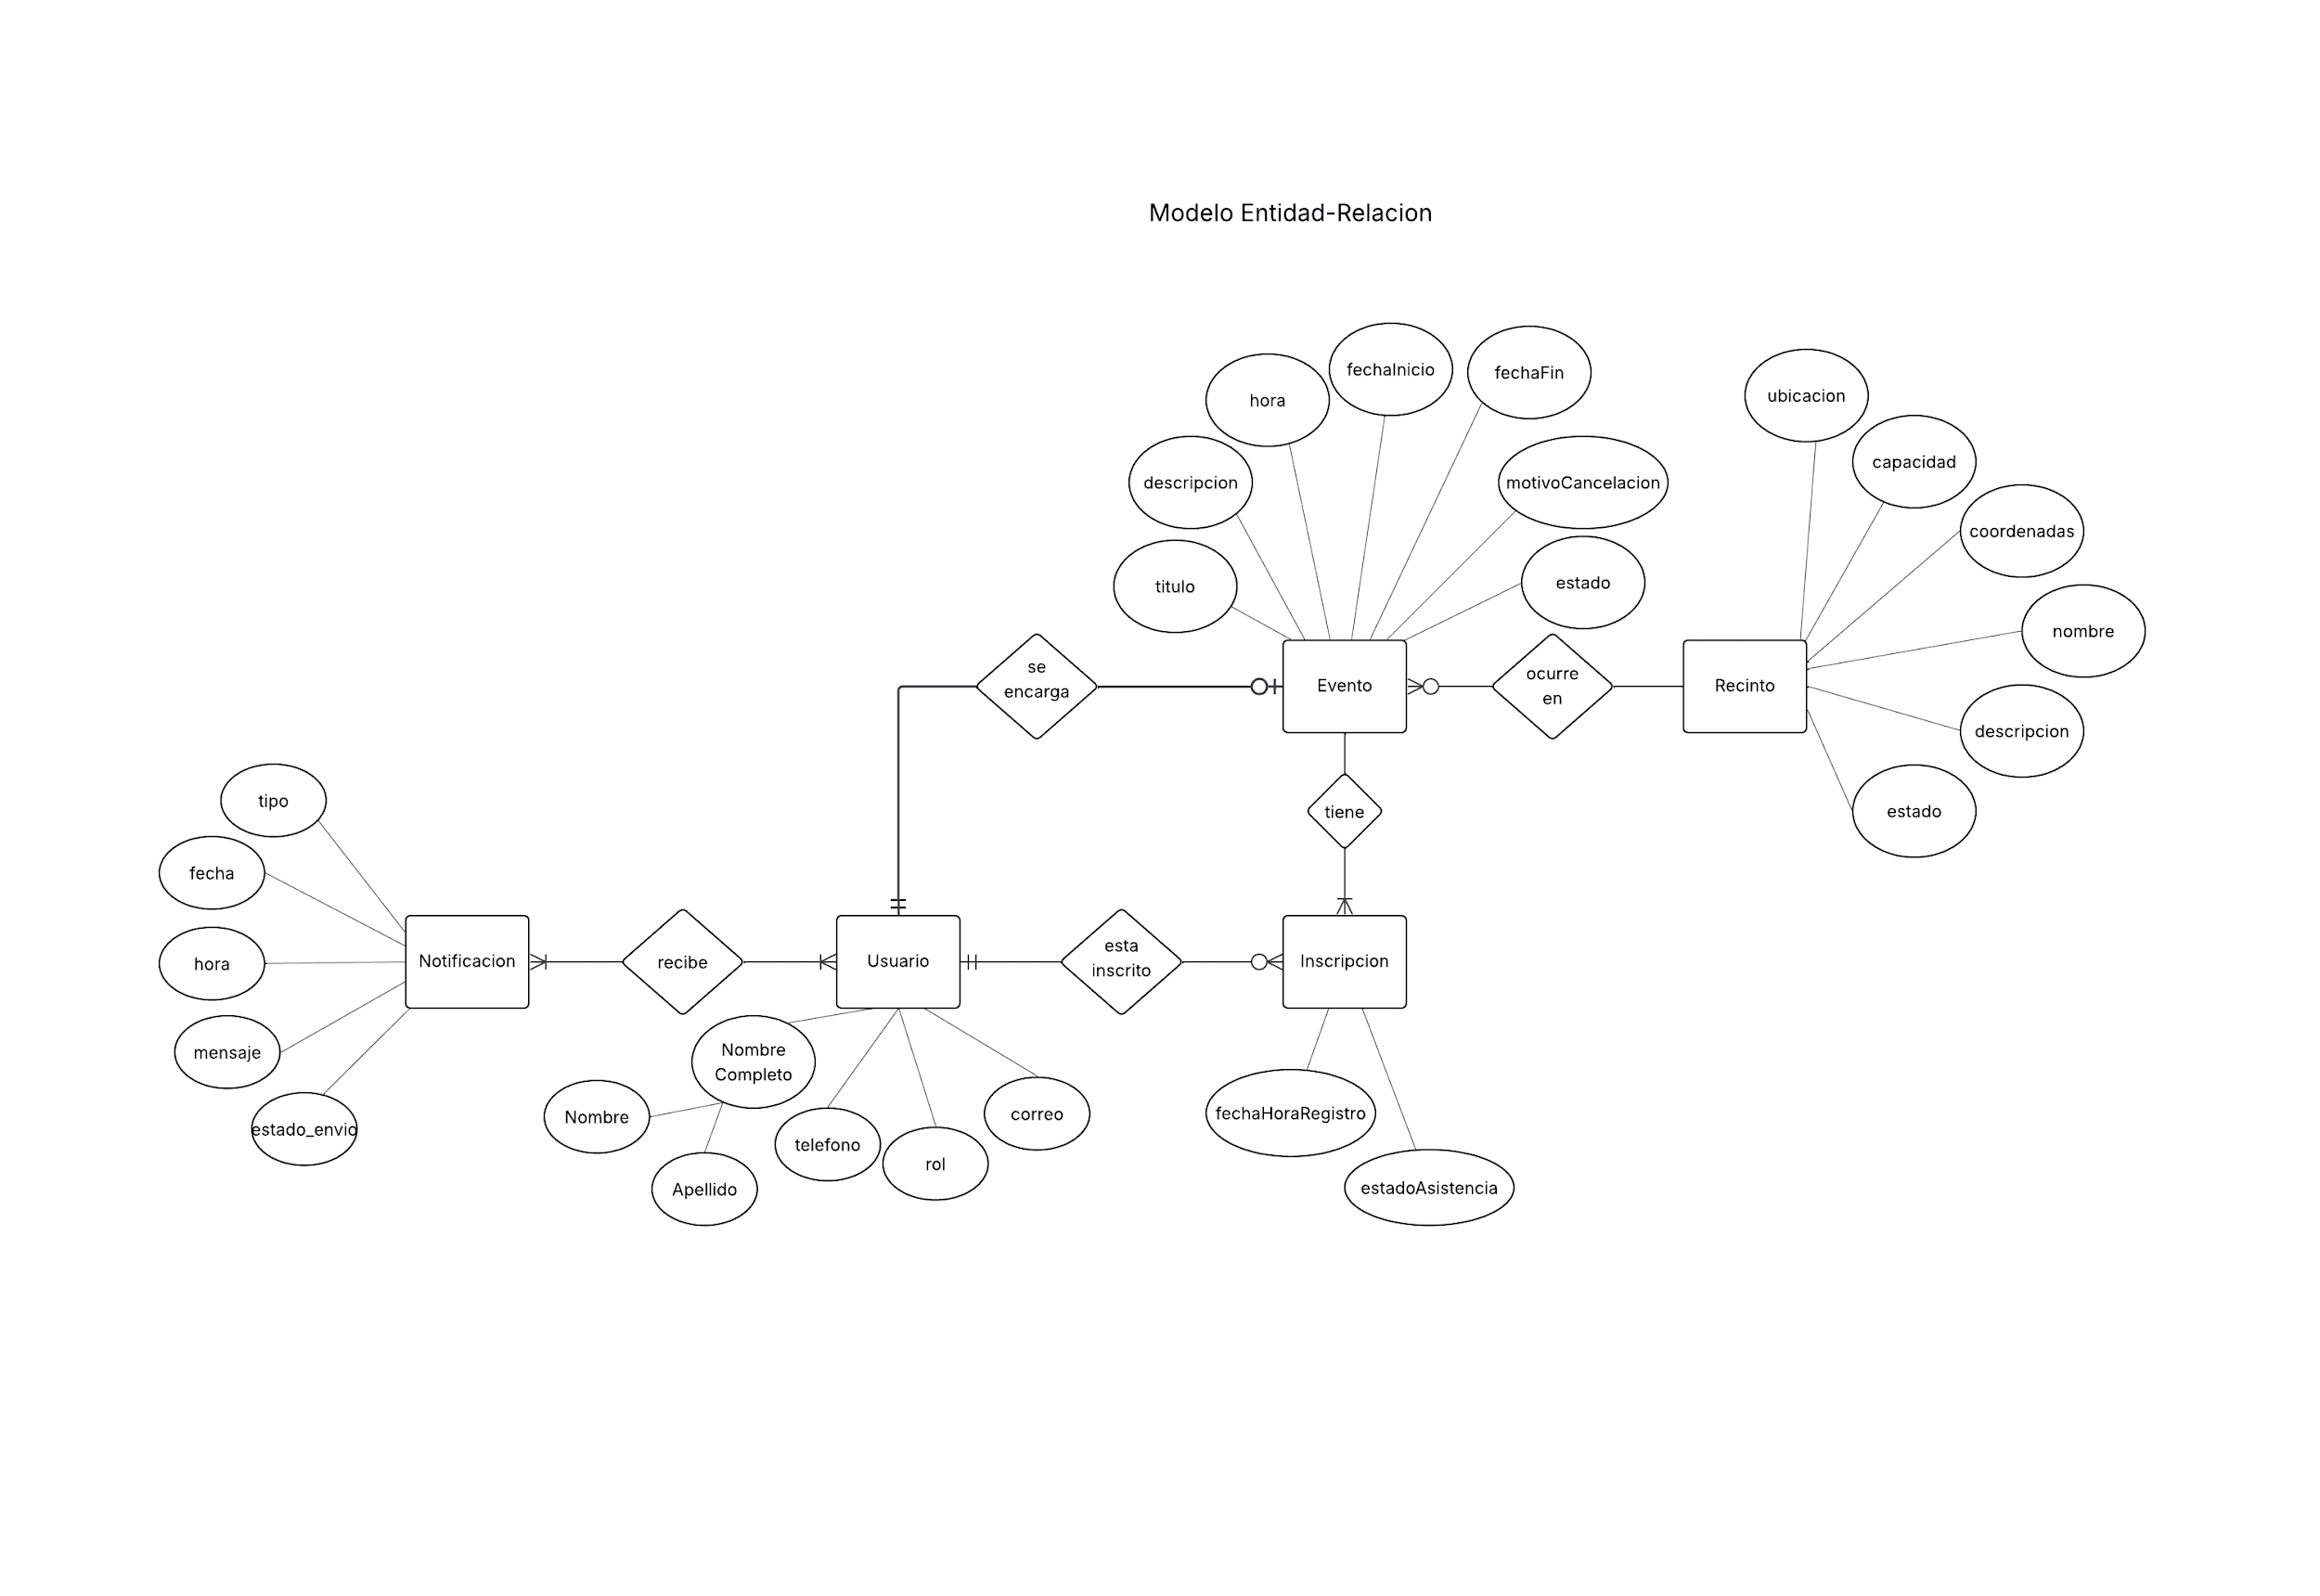 Modelo Entidad-Relacion
fechaInicio
fechaFin
hora
ubicacion
descripcion
motivoCancelacion
capacidad
titulo
estado
coordenadas
nombre
se
encarga
Evento
ocurre
en
Recinto
descripcion
estado
tiene
tipo
fecha
hora
mensaje
estado_envio
Notificacion
recibe
Usuario
esta
inscrito
Inscripcion
Nombre
Completo
Nombre
Apellido
telefono
rol
correo
fechaHoraRegistro
estadoAsistencia